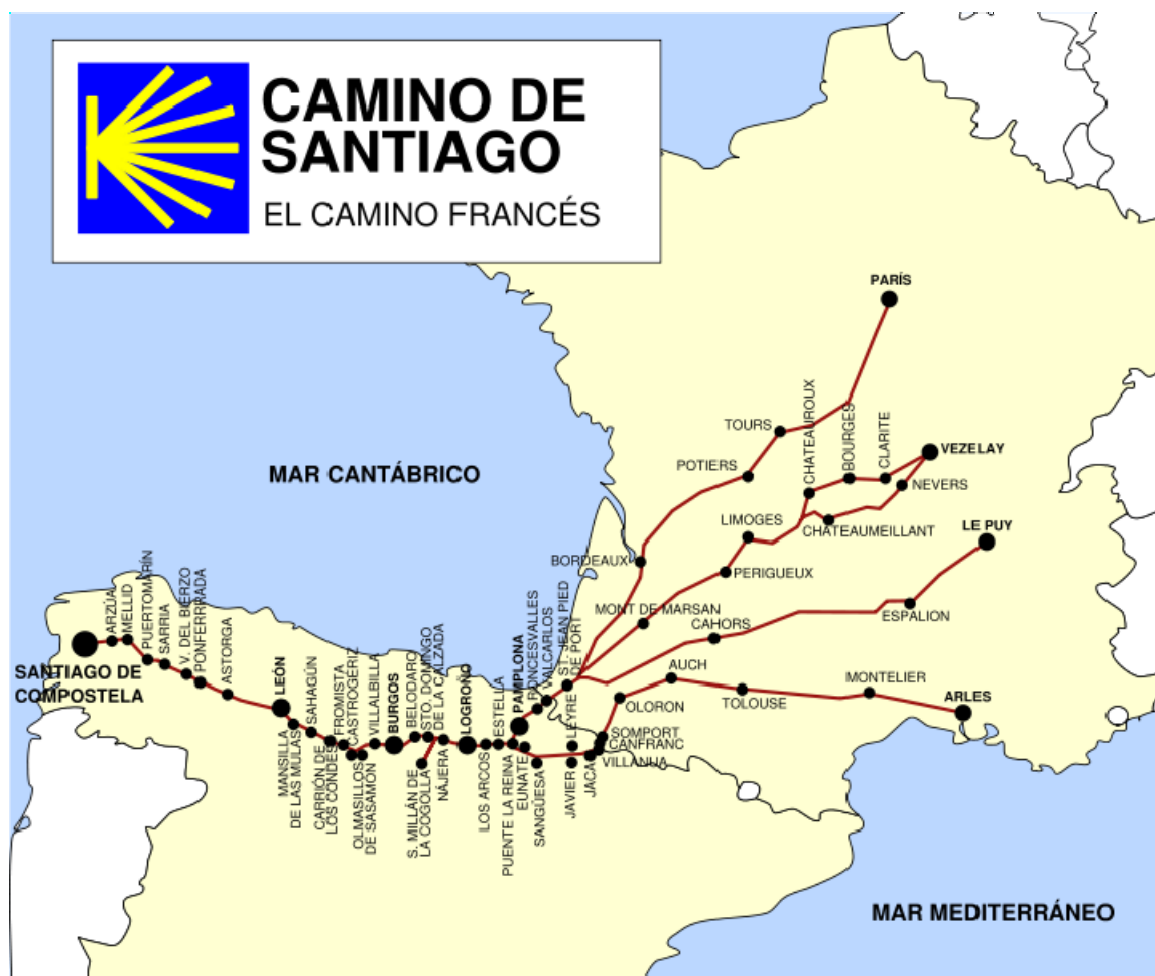 CAMINO DE
SANTIAGO
EL CAMINO FRANCÉS
PARÍS
TOURS
POTIERS
CHATEAUROUX
BOURGES
CLARITE
VEZELAY
NEVERS
CHATEAUMEILLANT
LIMOGES
LE PUY
MAR CANTÁBRICO
BORDEAUX
PERIGUEUX
MONT DE MARSAN
CAHORS
ESPALION
AUCH
MONTELIER
TOLOUSE
ARLES
OLORON
SOMPORT
CANFRANC
VILLANUA
SANTIAGO DE
COMPOSTELA
ARZÚA
MELLID
PUERTOMARÍN
SARRIA
V. DEL BIERZO
PONFERRRADA
ASTORGA
LEÓN
MANSILLA
DE LAS MULAS
SAHAGÚN
CARRIÓN DE
LOS CONDES
FROMISTA
CASTROGERIZ
OLMASILLOS
DE SASAMÓN
VILLALBILLA
BURGOS
BELODARO
STO. DOMINGO
DE LA CALZADA
S. MILLÁN DE
LA COGOLLA
NÁJERA
LOGROÑO
LOS ARCOS
ESTELLA
PUENTE LA REINA
EUNATE
PAMPLONA
SANGÜESA
RONCESVALLES
VALCARLOS
ST. JEAN PIED
DE PORT
LEYRE
JAVIER
JACA
MAR MEDITERRÁNEO